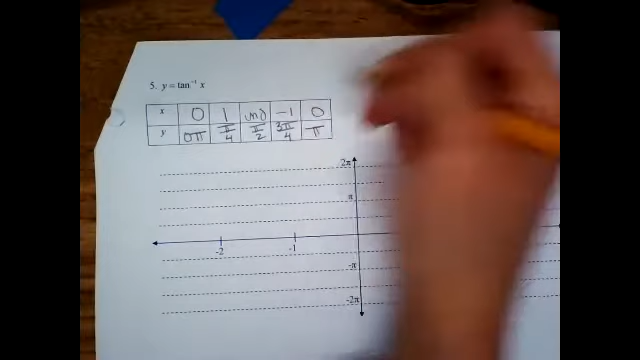 5. y = tan⁻¹ x
x 0 1 und -1 0
y 0π π/4 π/2 3π/4 π
2π
π
-2 -1
-π
-2π